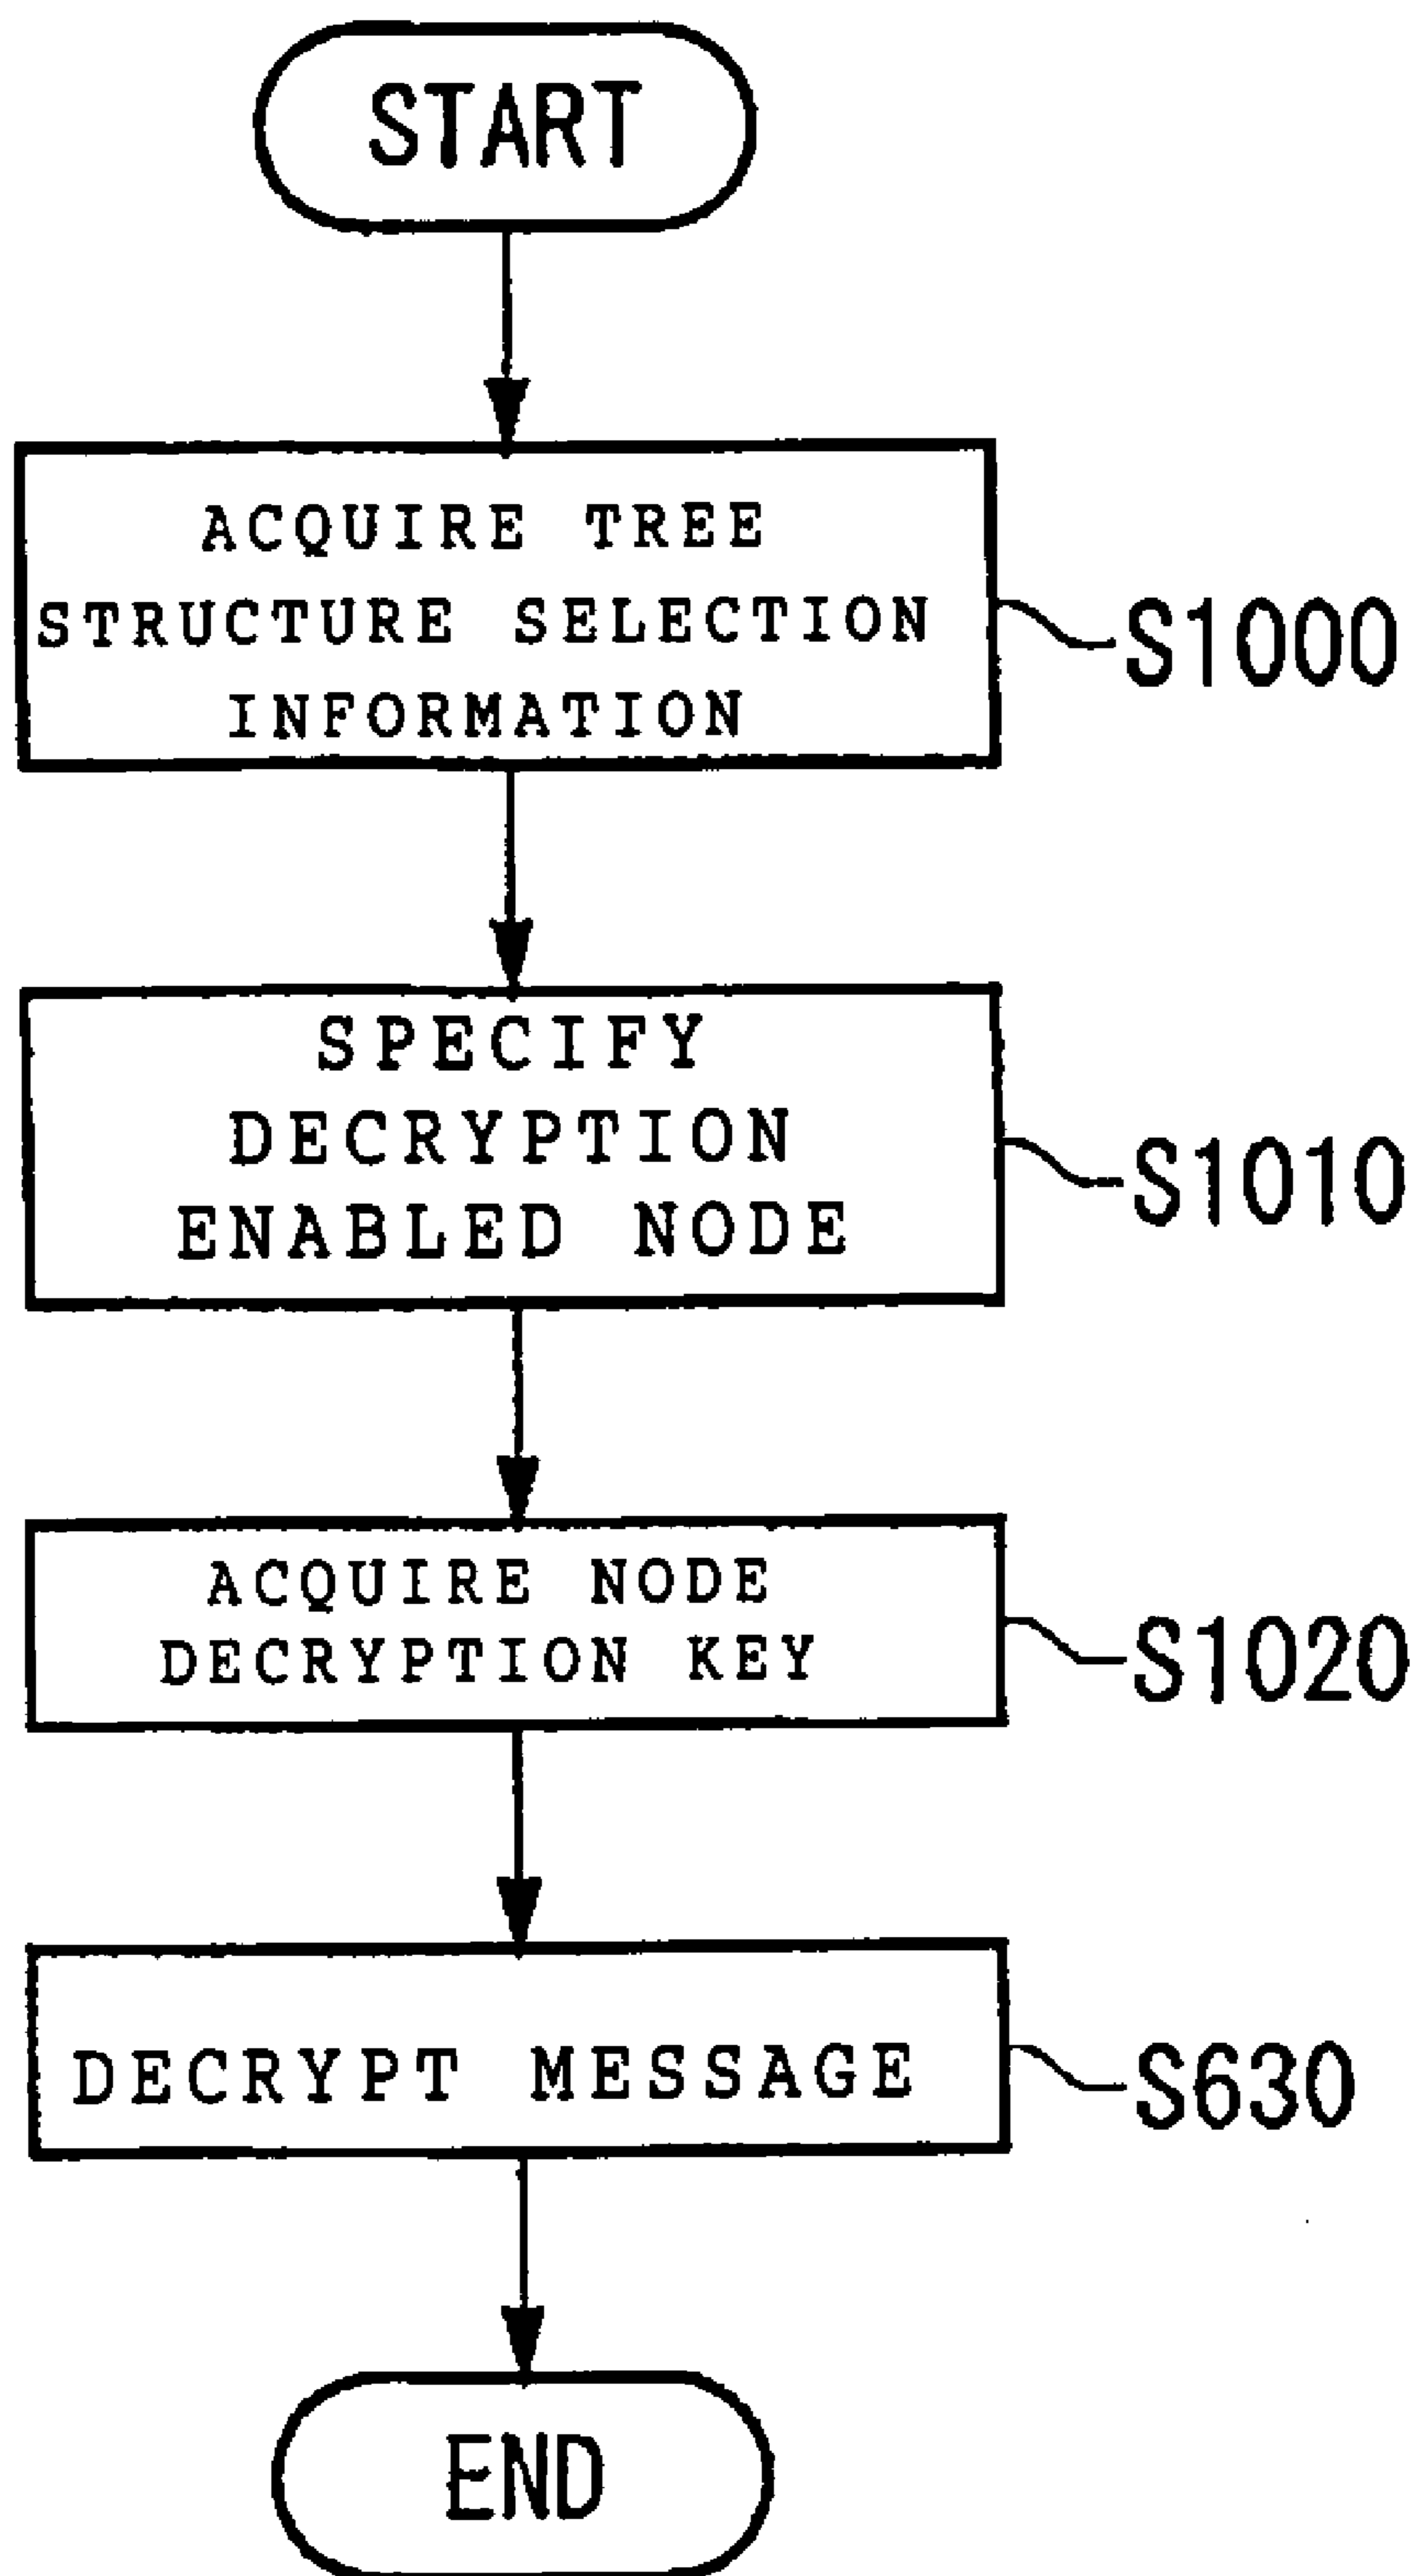 START
ACQUIRE TREE
STRUCTURE SELECTION
INFORMATION
S1000
SPECIFY
DECRYPTION
ENABLED NODE
S1010
ACQUIRE NODE
DECRYPTION KEY
S1020
DECRYPT MESSAGE
S630
END